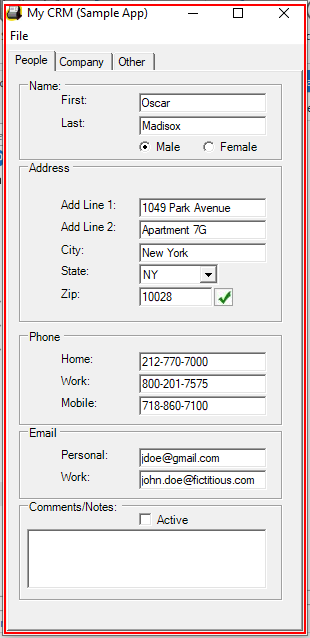 My CRM (Sample App)
File
People Company Other
Name:
First: Oscar
Last: Madisox
Male Female
Address
Add Line 1: 1049 Park Avenue
Add Line 2: Apartment 7G
City: New York
State: NY
Zip: 10028
Phone
Home: 212-770-7000
Work: 800-201-7575
Mobile: 718-860-7100
Email
Personal: jdoe@gmail.com
Work: john.doe@fictitious.com
Comments/Notes:
Active